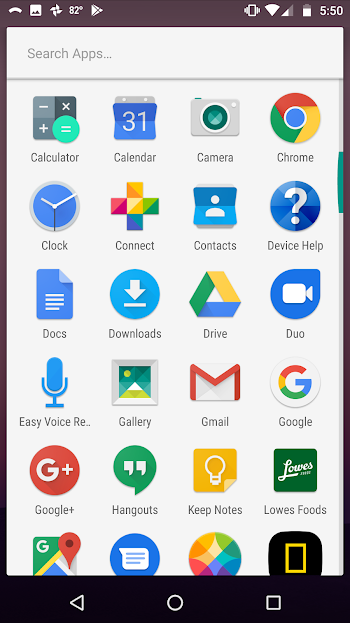 82° 5:50
Search Apps…
31
Calculator Calendar Camera Chrome
Clock Connect Contacts Device Help
Docs Downloads Drive Duo
Easy Voice Re.. Gallery Gmail Google
G+ Lowes
FOODS
Google+ Hangouts Keep Notes Lowes Foods
G